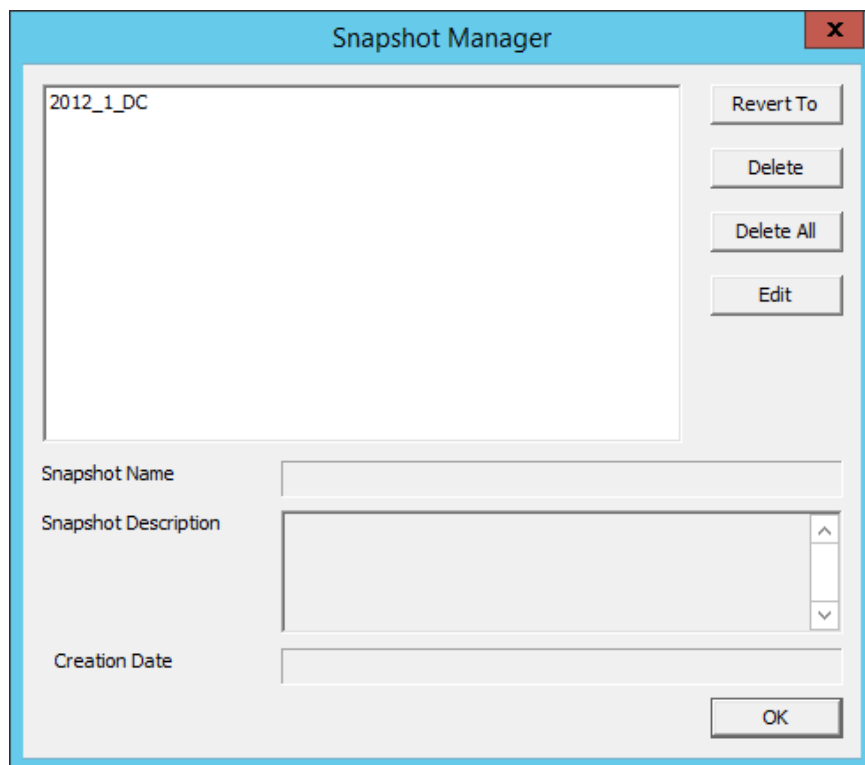 Snapshot Manager
x
2012_1_DC
Revert To
Delete
Delete All
Edit
Snapshot Name
Snapshot Description
Creation Date
OK